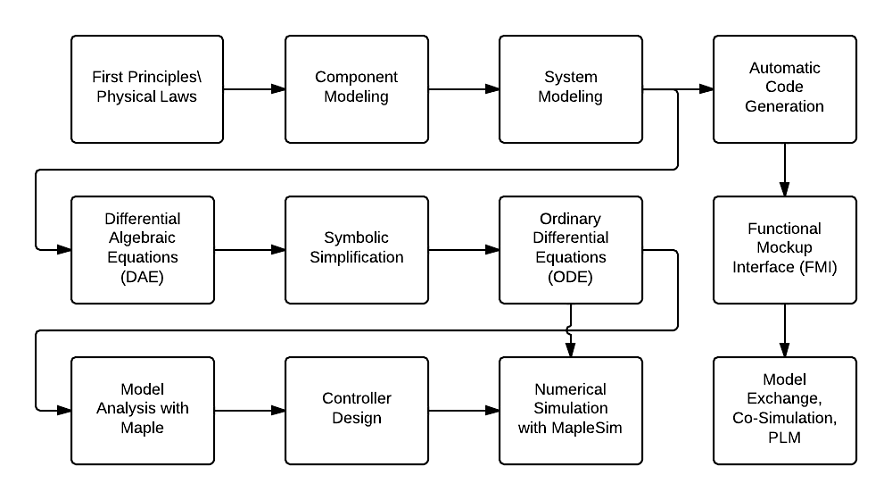 First Principles\
Physical Laws
Component
Modeling
System
Modeling
Automatic
Code
Generation
Differential
Algebraic
Equations
(DAE)
Symbolic
Simplification
Ordinary
Differential
Equations
(ODE)
Functional
Mockup
Interface (FMI)
Model
Analysis with
Maple
Controller
Design
Numerical
Simulation
with MapleSim
Model
Exchange,
Co-Simulation,
PLM